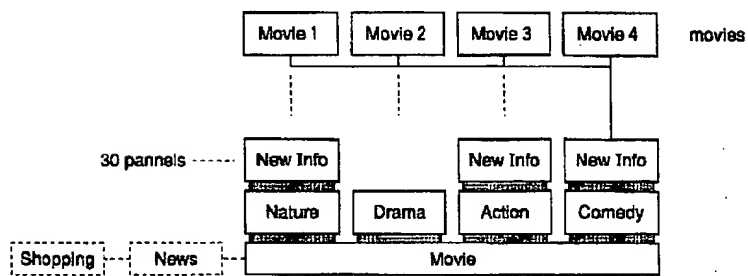 Movie 1 Movie 2 Movie 3 Movie 4 movies
30 pannels New Info New Info New Info
Nature Drama Action Comedy
Shopping News Movie